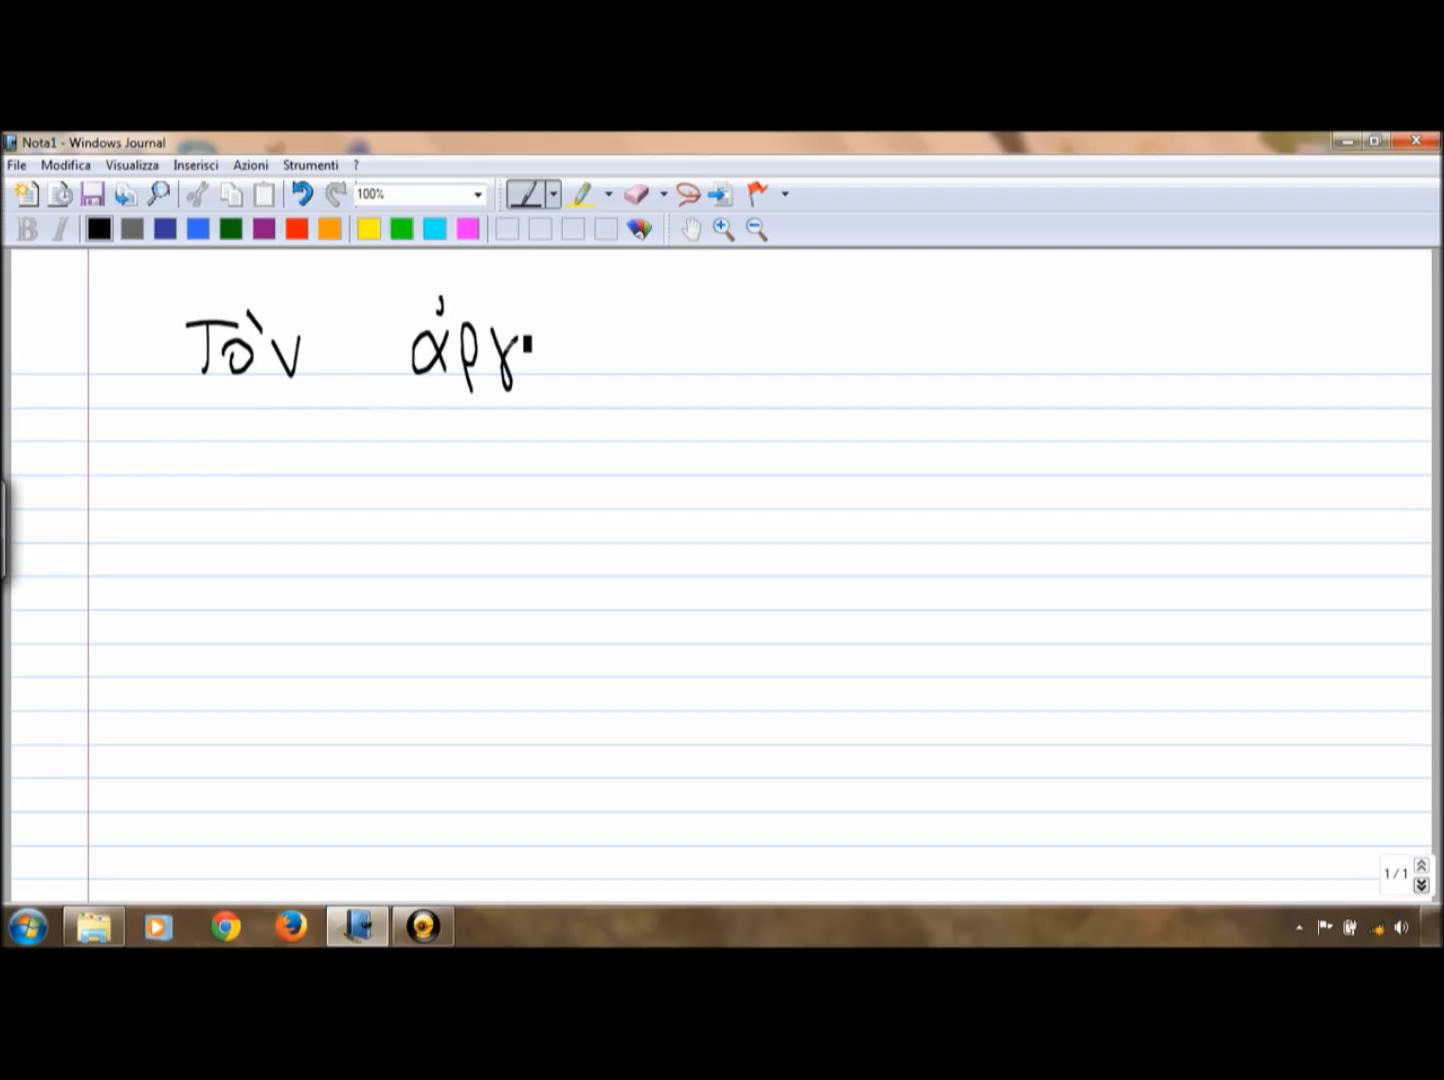 Nota1 - Windows Journal
File Modifica Visualizza Inserisci Azioni Strumenti ?
100%
B I
Τὸν ἀργ
1 / 1